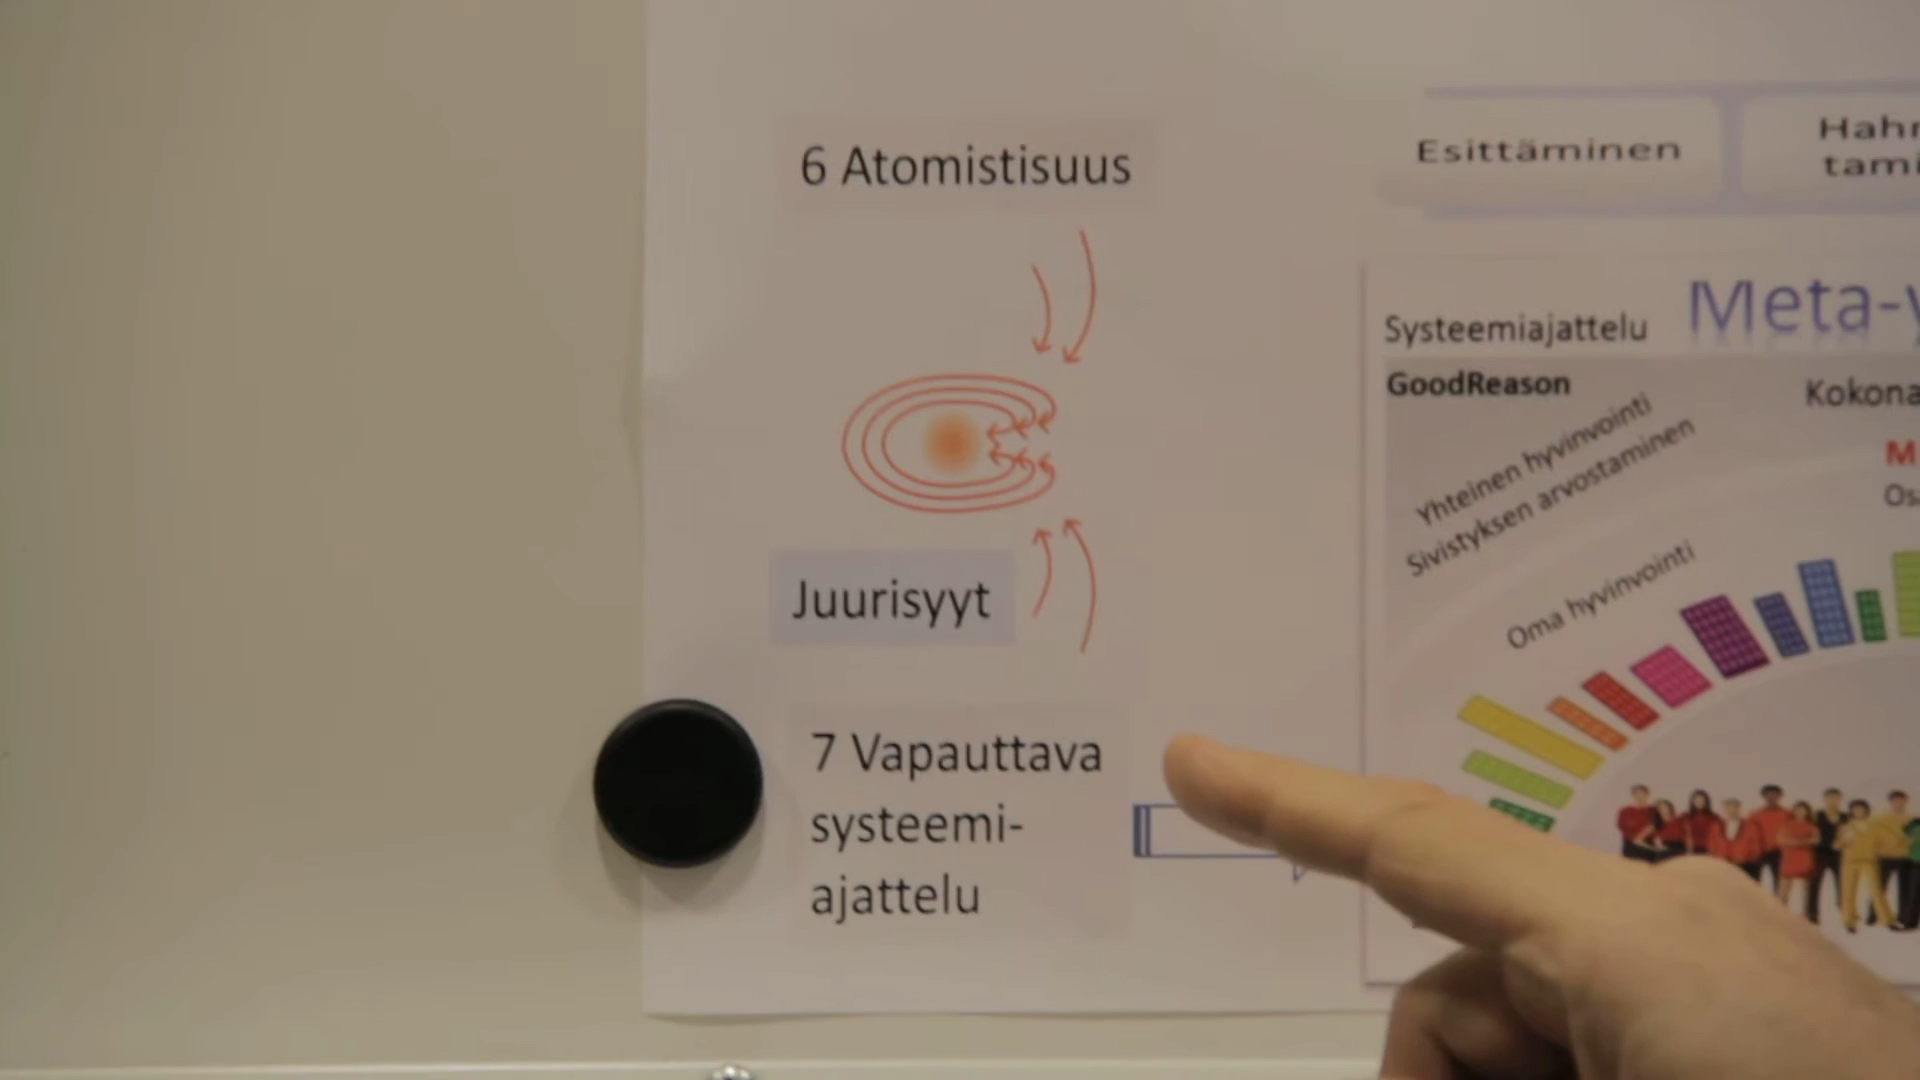 6 Atomistisuus
Juurisyyt
7 Vapauttava
systeemi-
ajattelu
Esittäminen
Systeemiajattelu
GoodReason
Yhteinen hyvinvointi
Sivistyksen arvostaminen
Oma hyvinvointi